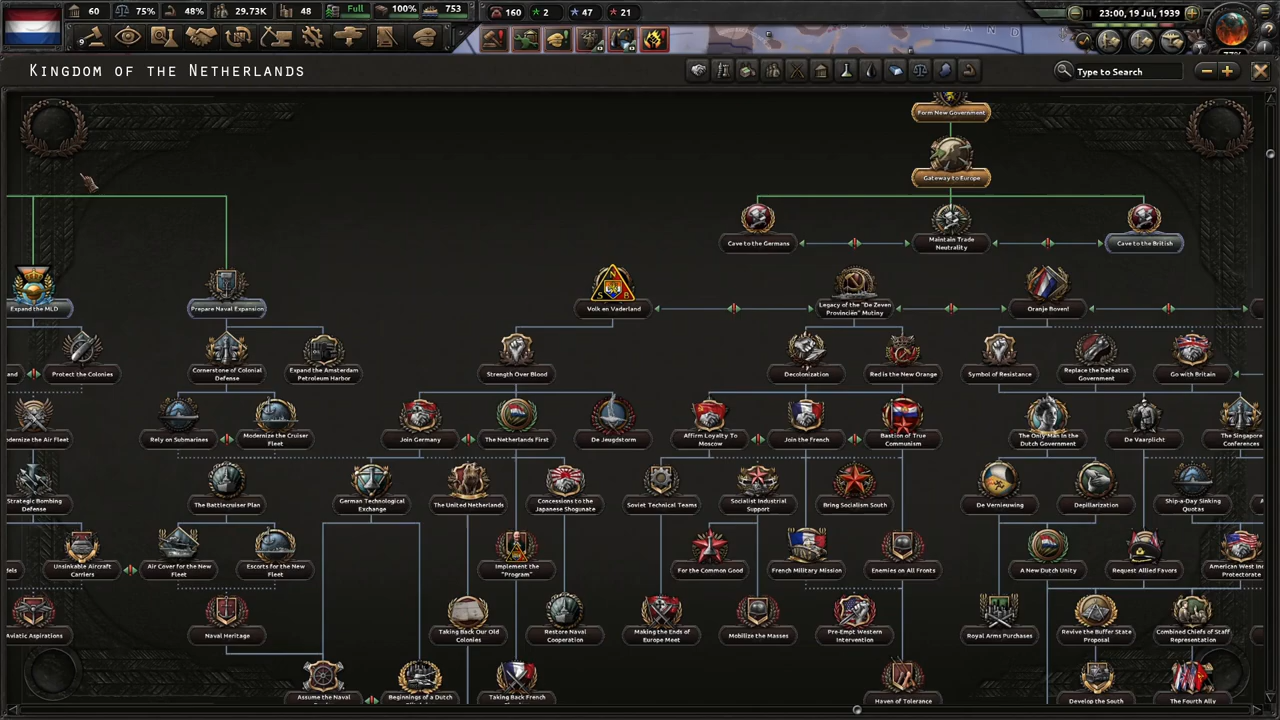 60
75%
48%
29.73K
48
Full
100%
753
160
2
47
21
23:00, 19 Jul, 1939
9
77%
Kingdom of the Netherlands
Type to Search
Form New Government
Gateway to Europe
Cave to the Germans
Maintain Trade
Neutrality
Cave to the British
Expand the MLD
Prepare Naval Expansion
Volk en Vaderland
Legacy of the "De Zeven
Provinciën" Mutiny
Oranje Boven!
Protect the Colonies
Cornerstone of Colonial
Defense
Expand the Amsterdam
Petroleum Harbor
Strength Over Blood
Decolonization
Red is the New Orange
Symbol of Resistance
Replace the Defeatist
Government
Go with Britain
odernize the Air Fleet
Rely on Submarines
Modernize the Cruiser
Fleet
Join Germany
The Netherlands First
De Jeugdstorm
Affirm Loyalty To
Moscow
Join the French
Bastion of True
Communism
The Only Man in the
Dutch Government
De Vaarplicht
The Singapore
Conferences
Strategic Bombing
Defense
The Battlecruiser Plan
German Technological
Exchange
The United Netherlands
Concessions to the
Japanese Shogunate
Soviet Technical Teams
Socialist Industrial
Support
Bring Socialism South
De Vernieuwing
Depillarization
Ship-a-Day Sinking
Quotas
Unsinkable Aircraft
Carriers
Air Cover for the New
Fleet
Escorts for the New
Fleet
Implement the
"Program"
For the Common Good
French Military Mission
Enemies on All Fronts
A New Dutch Unity
Request Allied Favors
American West In
Protectorate
Aviatic Aspirations
Naval Heritage
Taking Back Our Old
Colonies
Restore Naval
Cooperation
Making the Ends of
Europe Meet
Mobilize the Masses
Pre-Empt Western
Intervention
Royal Arms Purchases
Revive the Buffer State
Proposal
Combined Chiefs of Staff
Representation
Assume the Naval
Beginnings of a Dutch
Taking Back French
Haven of Tolerance
Develop the South
The Fourth Ally